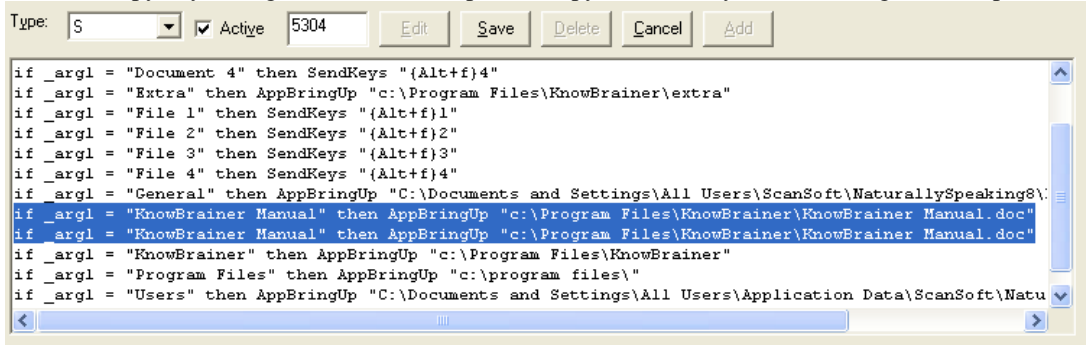 Type: S Active 5304 Edit Save Delete Cancel Add
if _arg1 = "Document 4" then SendKeys "{Alt+f}4"
if _arg1 = "Extra" then AppBringUp "c:\Program Files\KnowBrainer\extra"
if _arg1 = "File 1" then SendKeys "{Alt+f}1"
if _arg1 = "File 2" then SendKeys "{Alt+f}2"
if _arg1 = "File 3" then SendKeys "{Alt+f}3"
if _arg1 = "File 4" then SendKeys "{Alt+f}4"
if _arg1 = "General" then AppBringUp "C:\Documents and Settings\All Users\ScanSoft\NaturallySpeaking8\
if _arg1 = "KnowBrainer Manual" then AppBringUp "c:\Program Files\KnowBrainer\KnowBrainer Manual.doc"
if _arg1 = "KnowBrainer Manual" then AppBringUp "c:\Program Files\KnowBrainer\KnowBrainer Manual.doc"
if _arg1 = "KnowBrainer" then AppBringUp "c:\Program Files\KnowBrainer"
if _arg1 = "Program Files" then AppBringUp "c:\program files\"
if _arg1 = "Users" then AppBringUp "C:\Documents and Settings\All Users\Application Data\ScanSoft\Natu